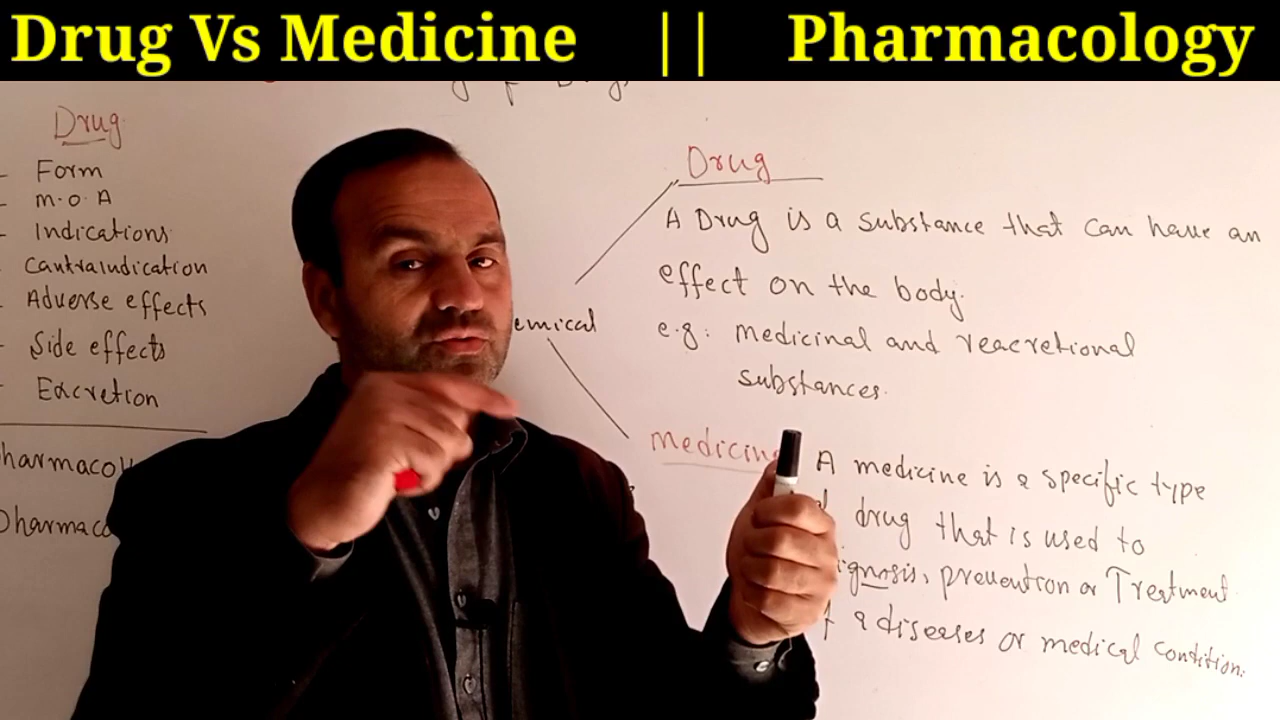 Drug Vs Medicine || Pharmacology
Drug
- Form
- M.O.A
- Indications
- Cantraindication
- Adverse effects
- Side effects
- Excretion
harmacol
Pharmaco
emical
Drug
A Drug is a substance that can have an
effect on the body.
e.g: medicinal and reacretional
substances.
medicin A medicine is a specific type
drug that is used to
ignosis, prevention or Treatment
f a diseases or medical condition.